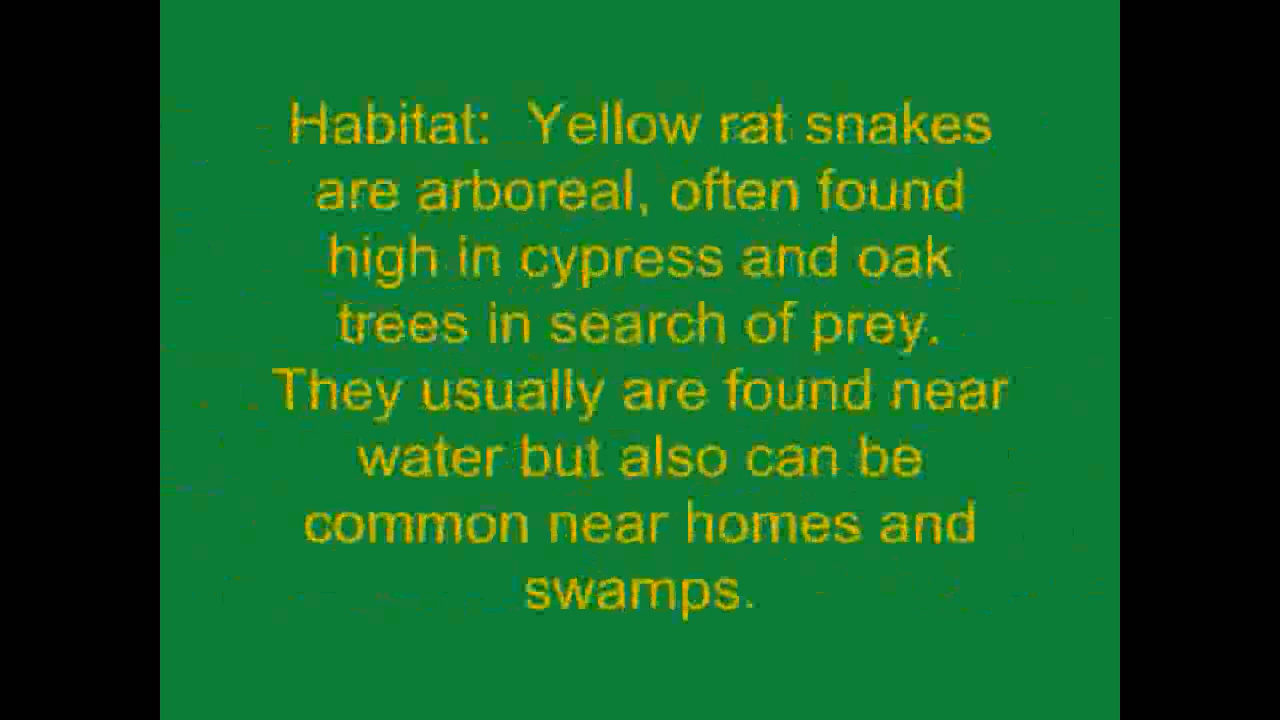 Habitat:  Yellow rat snakes
are arboreal, often found
high in cypress and oak
trees in search of prey.
They usually are found near
water but also can be
common near homes and
swamps.